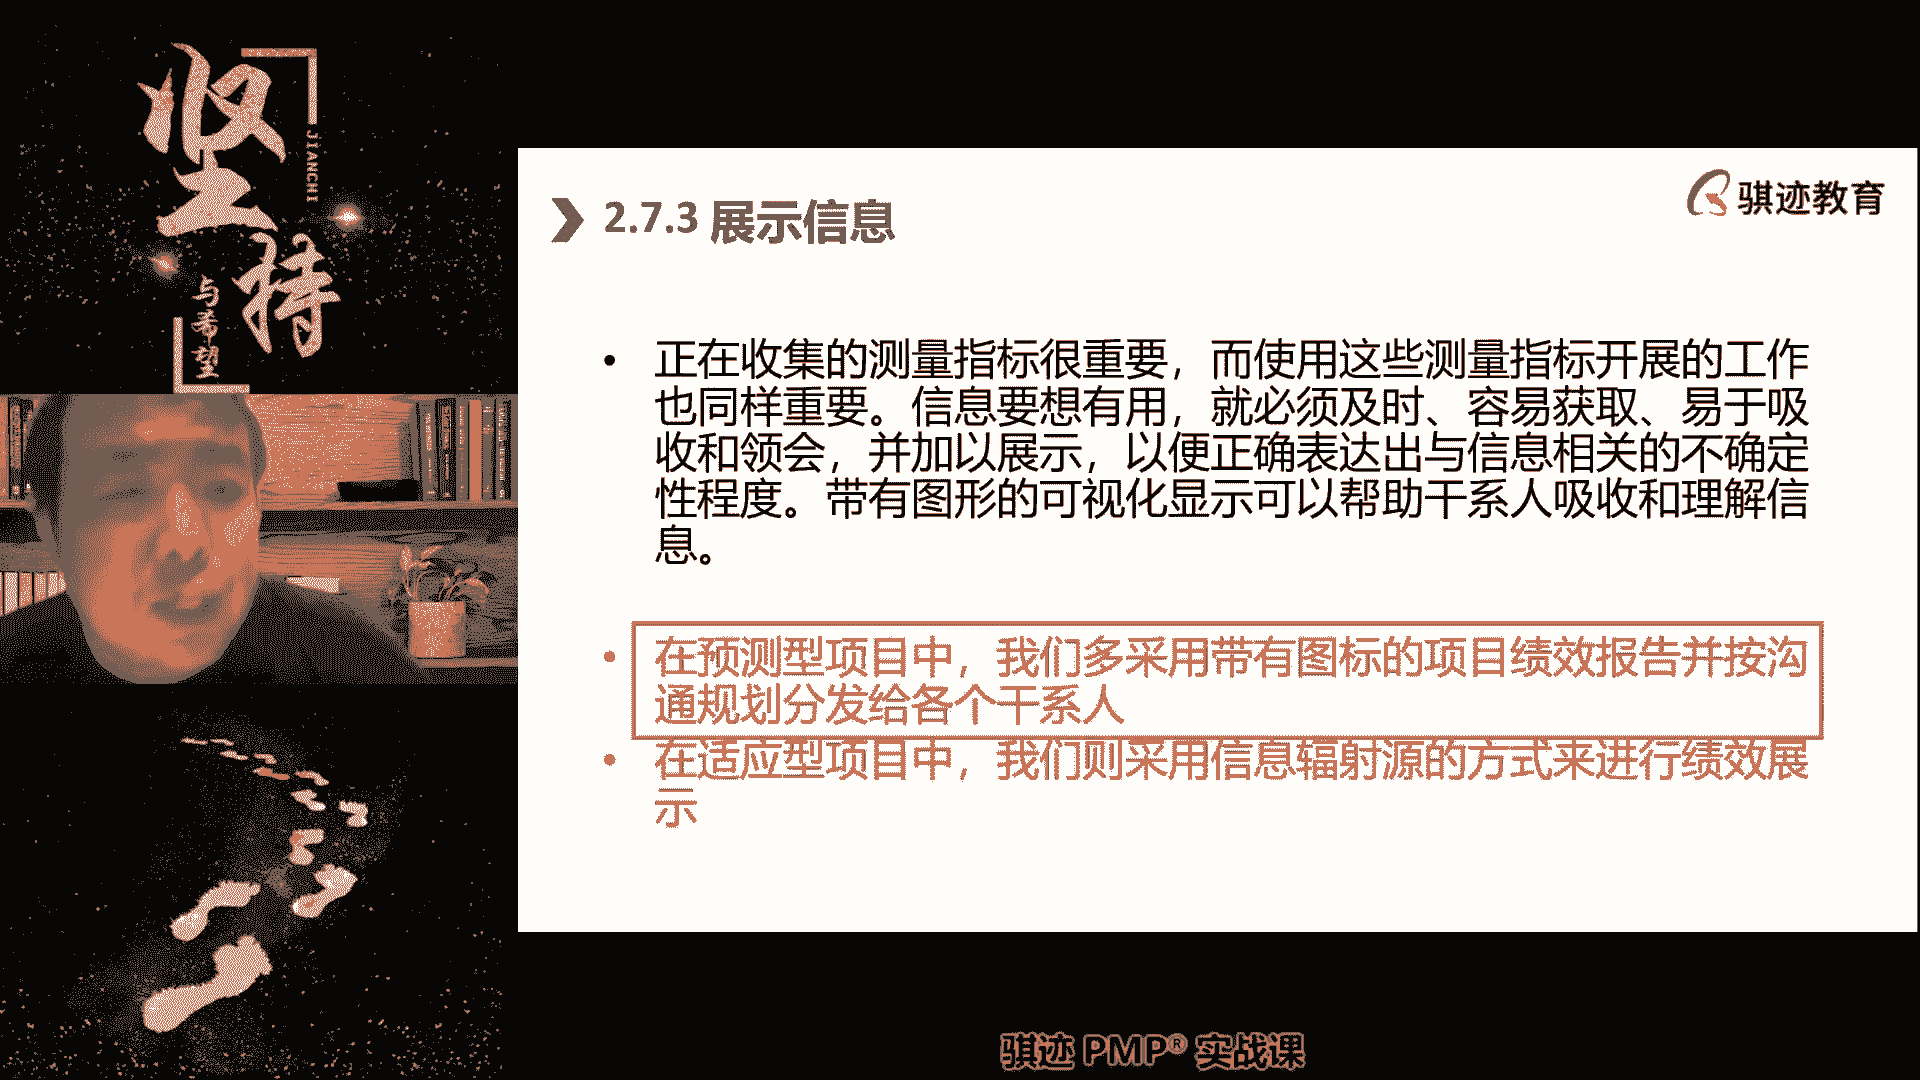 坚持
JIANCHI
与希望
骐迹教育
2.7.3 展示信息
• 正在收集的测量指标很重要，而使用这些测量指标开展的工作
也同样重要。信息要想有用，就必须及时、容易获取、易于吸
收和领会，并加以展示，以便正确表达出与信息相关的不确定
性程度。带有图形的可视化显示可以帮助干系人吸收和理解信
息。
• 在预测型项目中，我们多采用带有图标的项目绩效报告并按沟
通规划分发给各个干系人
• 在适应型项目中，我们则采用信息辐射源的方式来进行绩效展
示
骐迹 PMP® 实战课